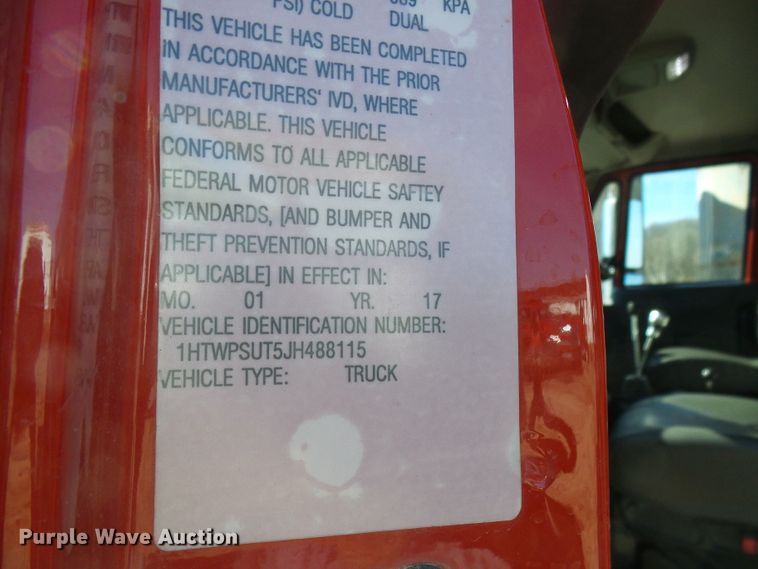 PSI) COLD 689 KPA
DUAL
THIS VEHICLE HAS BEEN COMPLETED
IN ACCORDANCE WITH THE PRIOR
MANUFACTURERS' IVD, WHERE
APPLICABLE. THIS VEHICLE
CONFORMS TO ALL APPLICABLE
FEDERAL MOTOR VEHICLE SAFTEY
STANDARDS, [AND BUMPER AND
THEFT PREVENTION STANDARDS, IF
APPLICABLE] IN EFFECT IN:
MO. 01 YR. 17
VEHICLE IDENTIFICATION NUMBER:
1HTWPSUT5JH488115
VEHICLE TYPE: TRUCK
Purple Wave Auction